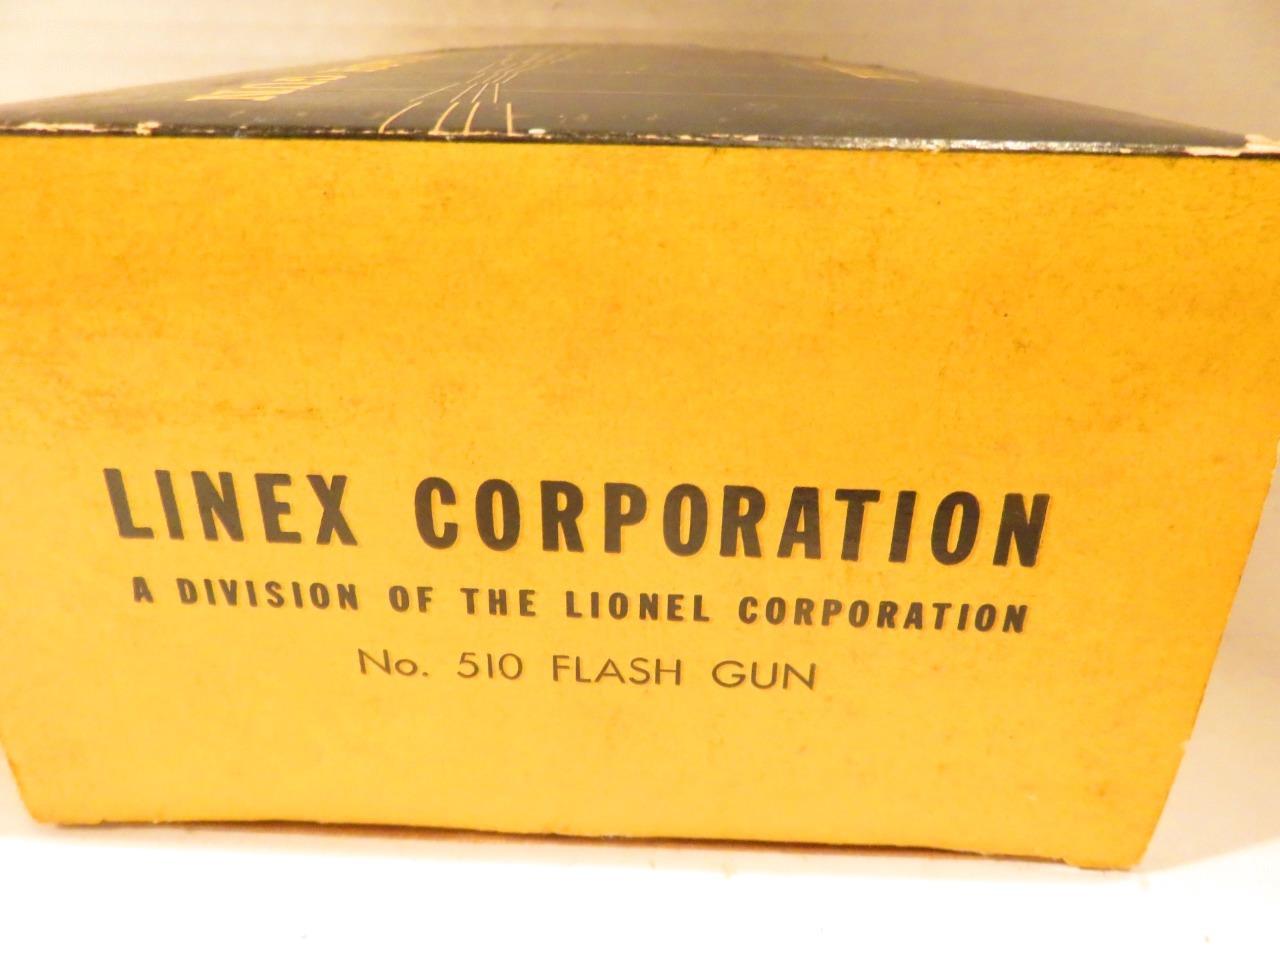 LINEX CORPORATION
A DIVISION OF THE LIONEL CORPORATION
No. 510 FLASH GUN